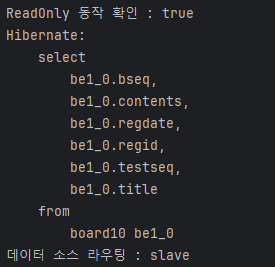 ReadOnly 동작 확인 : true
Hibernate:
    select
        be1_0.bseq,
        be1_0.contents,
        be1_0.regdate,
        be1_0.regid,
        be1_0.testseq,
        be1_0.title
    from
        board10 be1_0
데이터 소스 라우팅 : slave